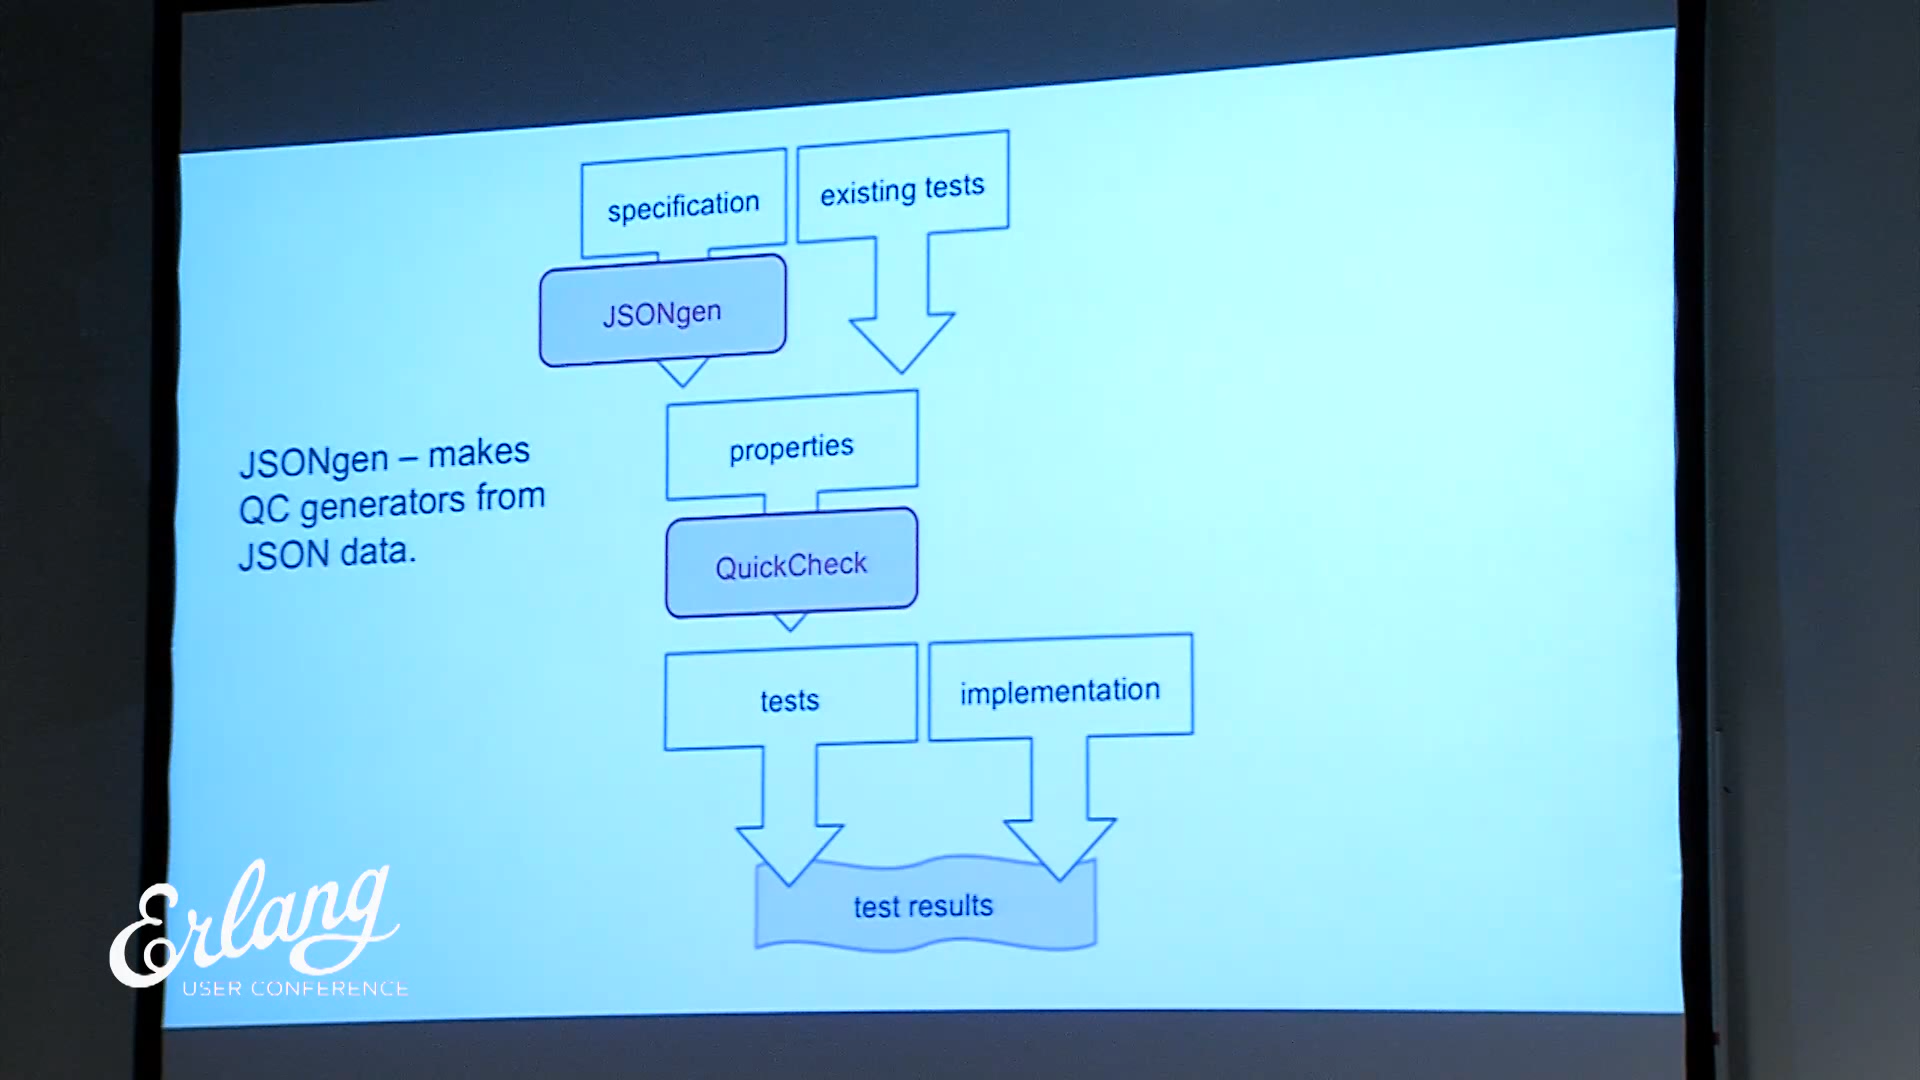 specification
existing tests
JSONgen
JSONgen – makes
QC generators from
JSON data.
properties
QuickCheck
tests
implementation
test results
Erlang
USER CONFERENCE